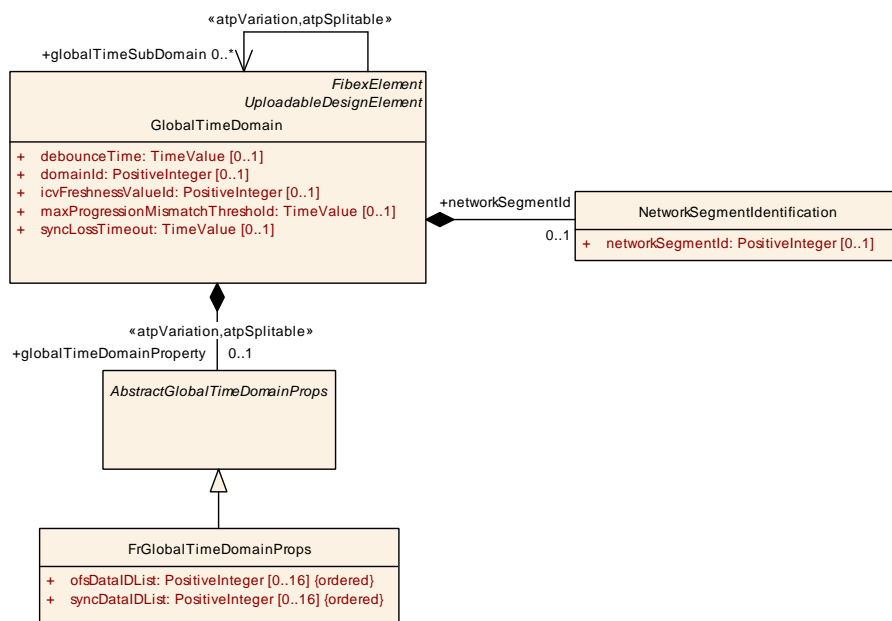 «atpVariation,atpSplitable»
+globalTimeSubDomain 0..*
FibexElement
UploadableDesignElement
GlobalTimeDomain
+ debounceTime: TimeValue [0..1]
+ domainId: PositiveInteger [0..1]
+ icvFreshnessValueId: PositiveInteger [0..1]
+ maxProgressionMismatchThreshold: TimeValue [0..1]
+ syncLossTimeout: TimeValue [0..1]
+networkSegmentId
0..1
NetworkSegmentIdentification
+ networkSegmentId: PositiveInteger [0..1]
«atpVariation,atpSplitable»
+globalTimeDomainProperty 0..1
AbstractGlobalTimeDomainProps
FrGlobalTimeDomainProps
+ ofsDataIDList: PositiveInteger [0..16] {ordered}
+ syncDataIDList: PositiveInteger [0..16] {ordered}